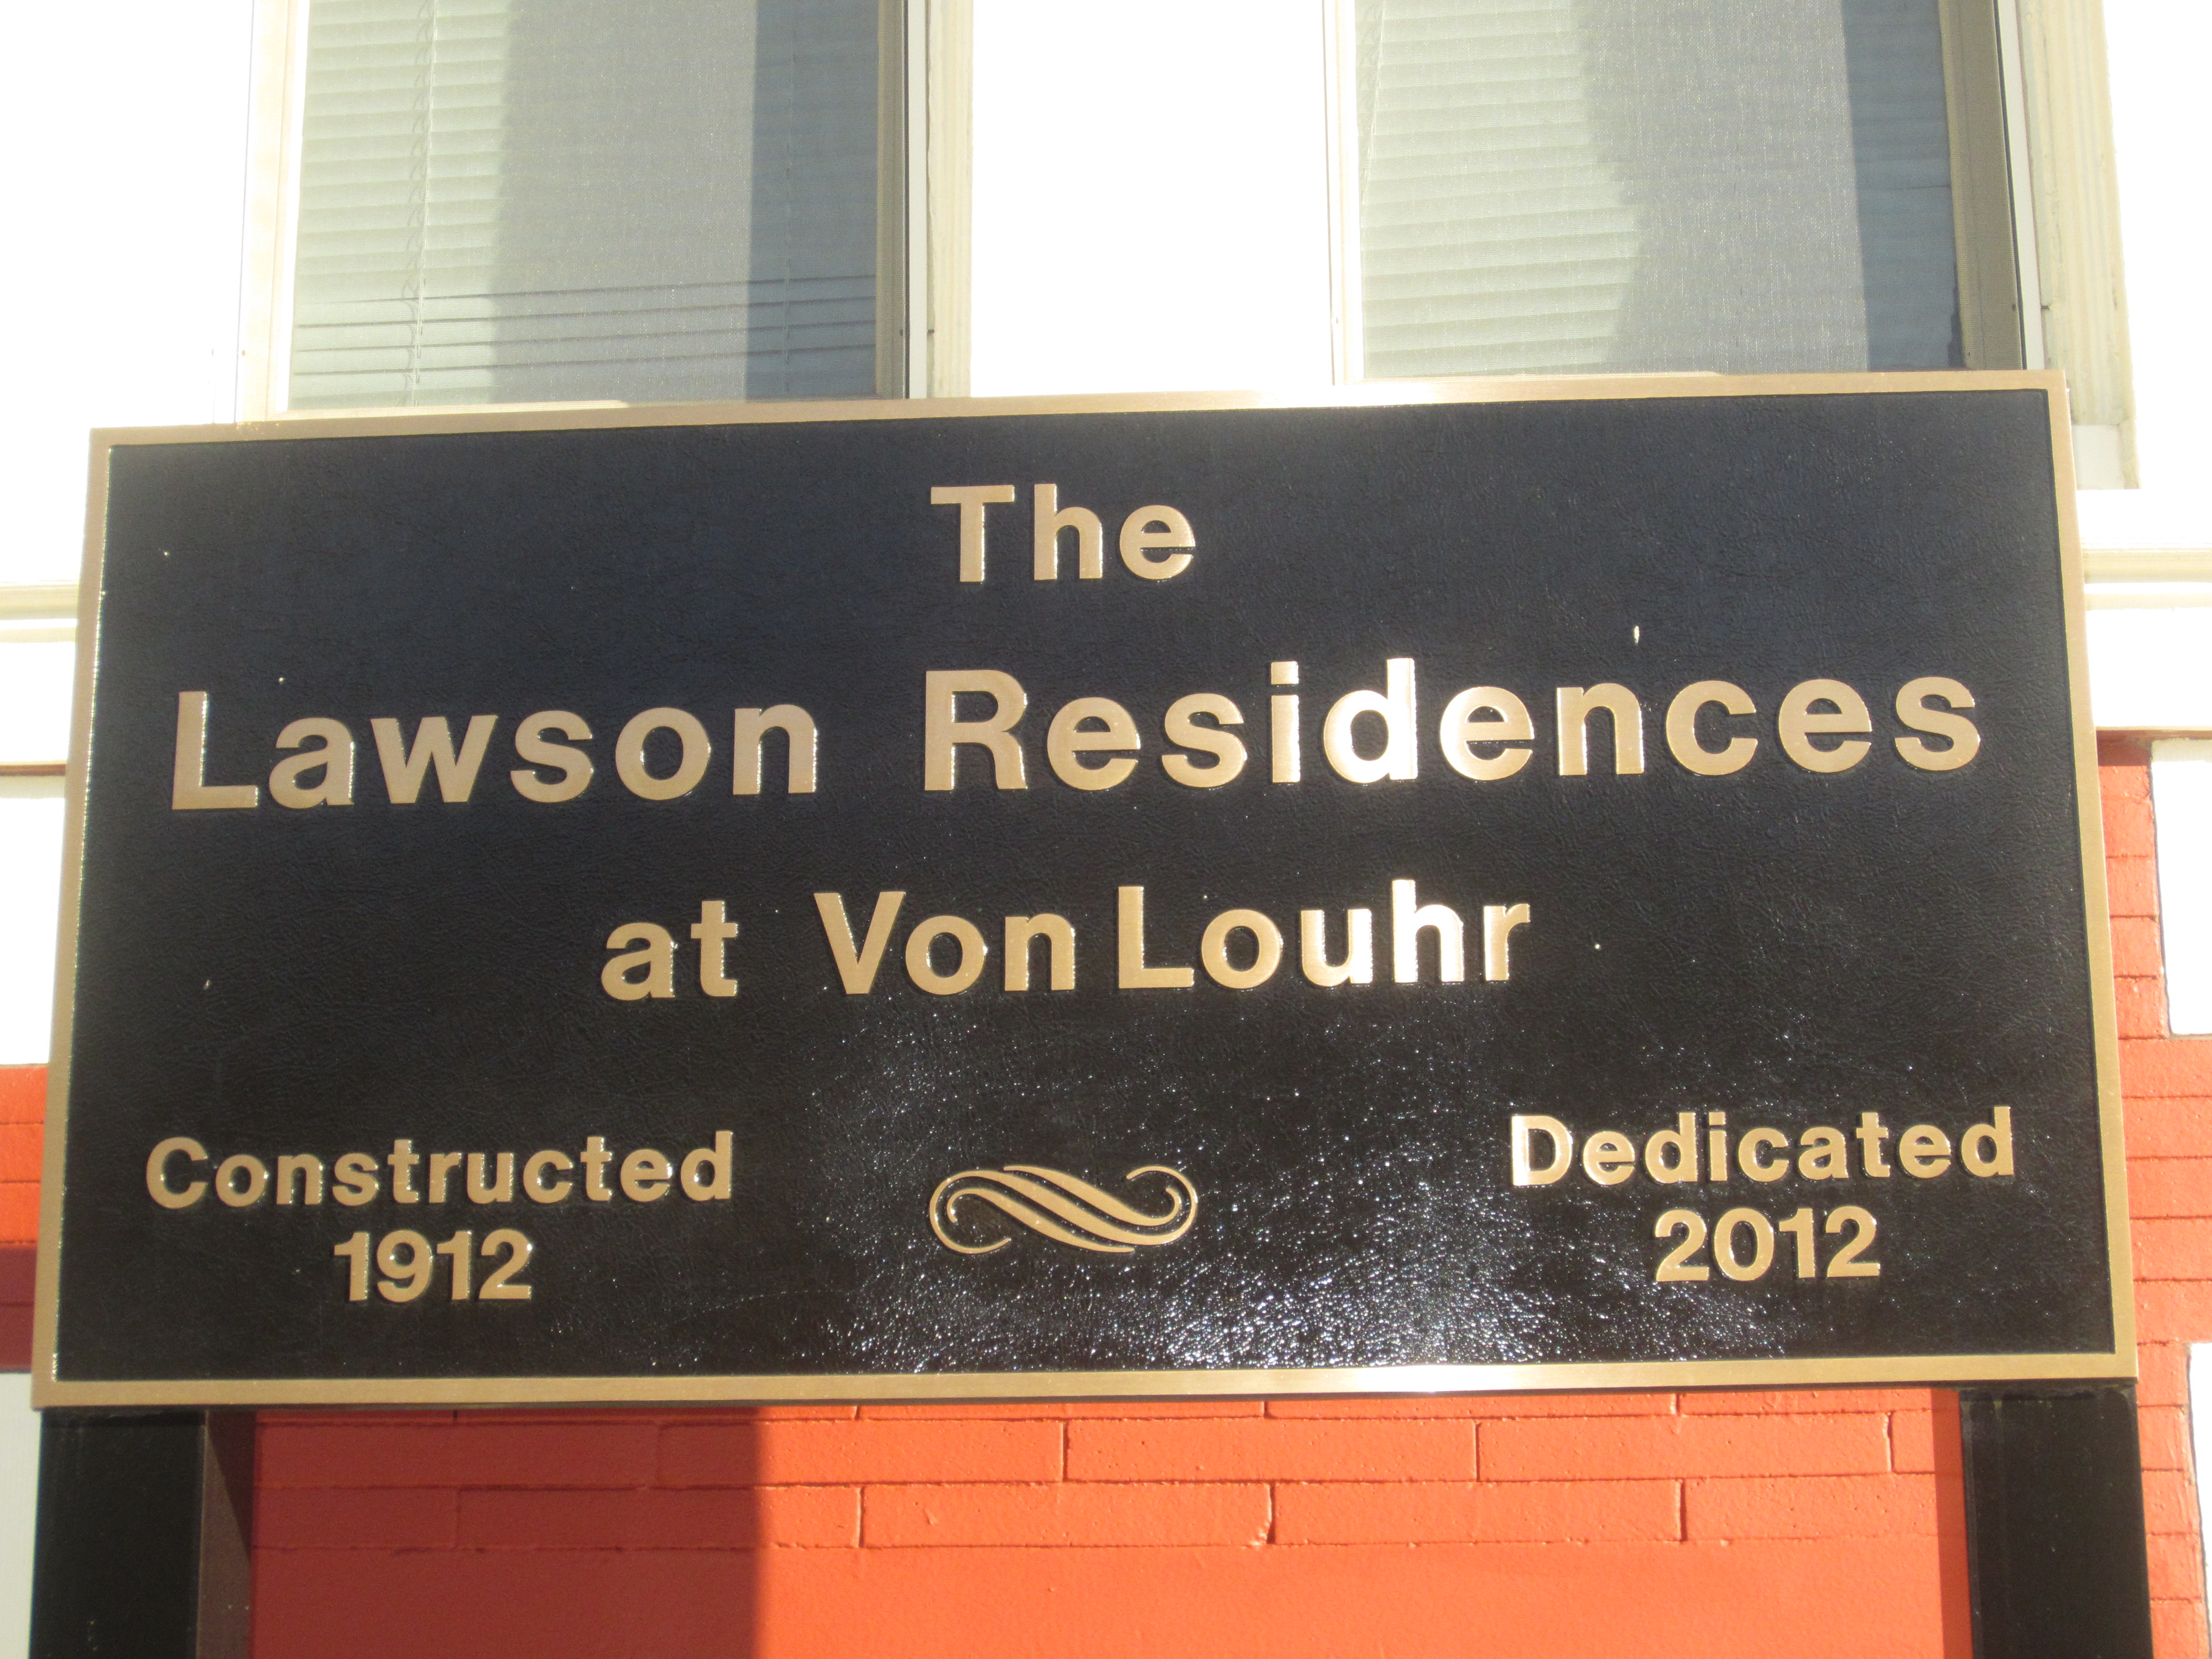 The
Lawson Residences
at Von Louhr
Constructed
1912
Dedicated
2012